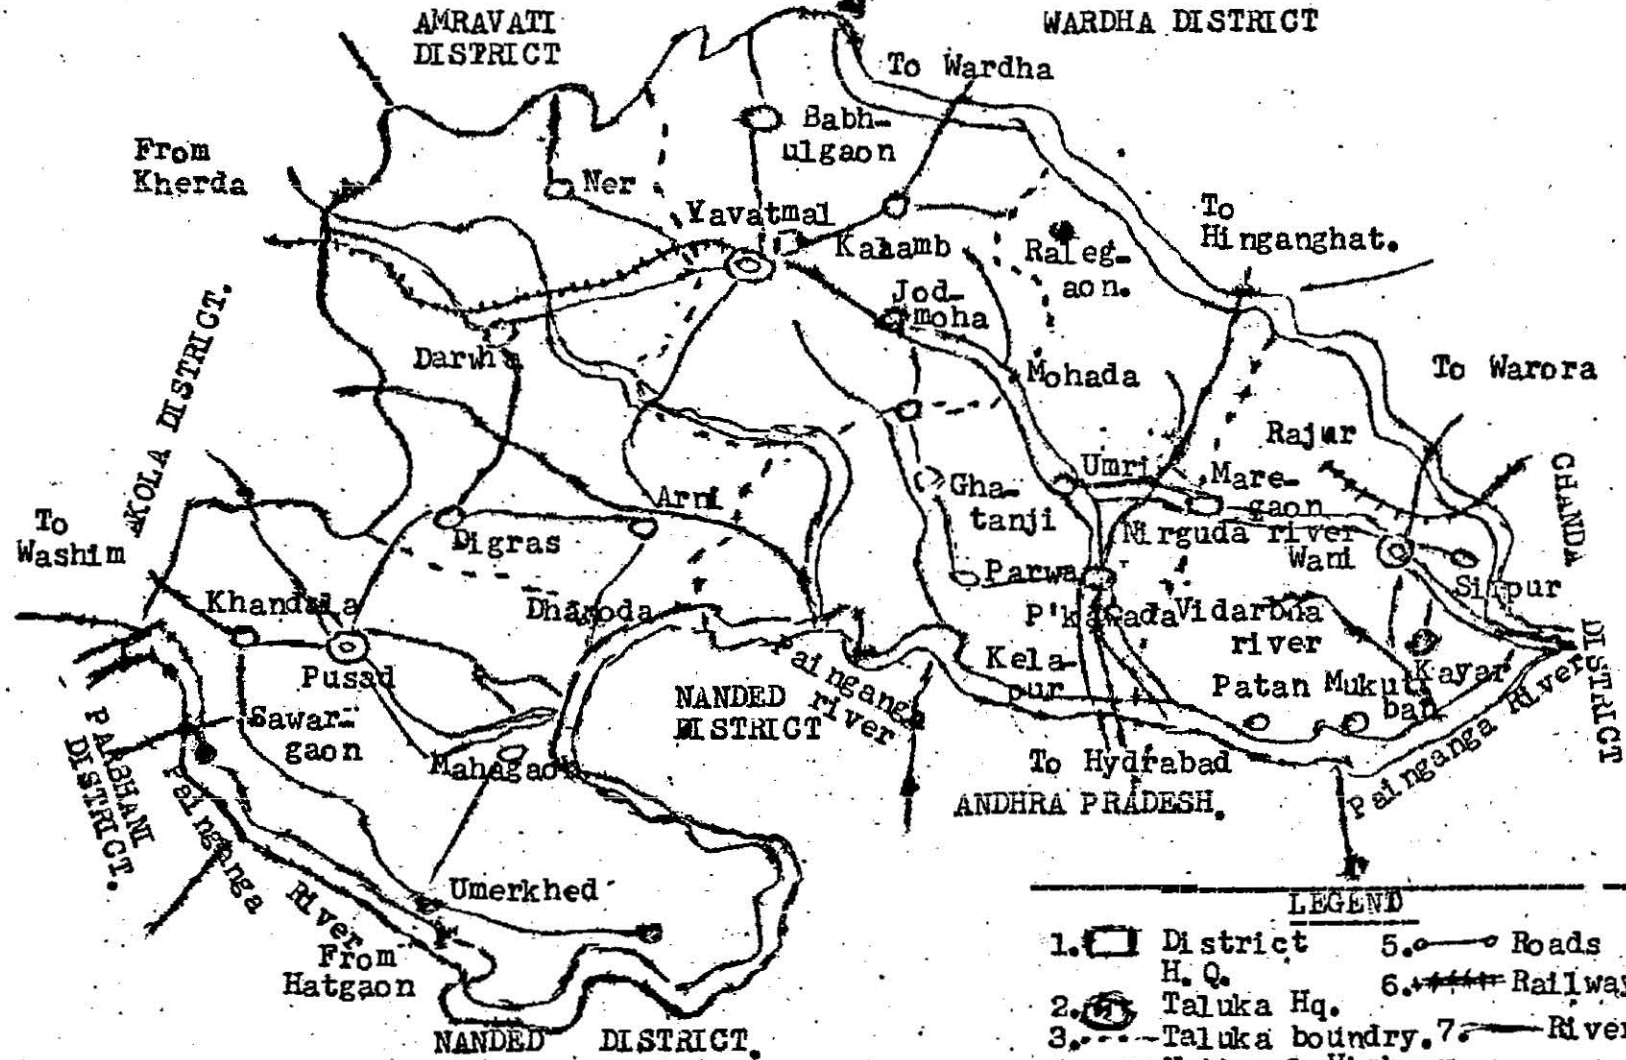 AMRAVATI
DISTRICT
WARDHA DISTRICT
To Wardha
Babh-
ulgaon
From
Kherda
Ner
Yavatmal
To
Hinganghat.
Kalamb
Raleg-
aon.
Jod-
moha
Darwha
Mohada
To Warora
KOLA DISTRICT.
Rajur
Umri
Mare-
gaon
CHANDA
DISTRICT
Gha-
tanji
Arni
To
Washim
Digras
Nirguda river
Wani
Parwa
Sirpur
Khandala
Dhanoda
P'kawada
Vidarbha
river
Pusad
Painganga
river
Kela-
pur
Kayar
Patan
Mukut
ban
NANDED
DISTRICT
Sawar-
gaon
Mahagaon
To Hydrabad
Painganga River
PARBHANI
DISTRICT.
ANDHRA PRADESH.
Painganga River
Umerkhed
From
Hatgaon
NANDED DISTRICT.
LEGEND
1. District
H. Q.
5. Roads
2. Taluka Hq.
6. Railway
3. Taluka boundry.
7. River